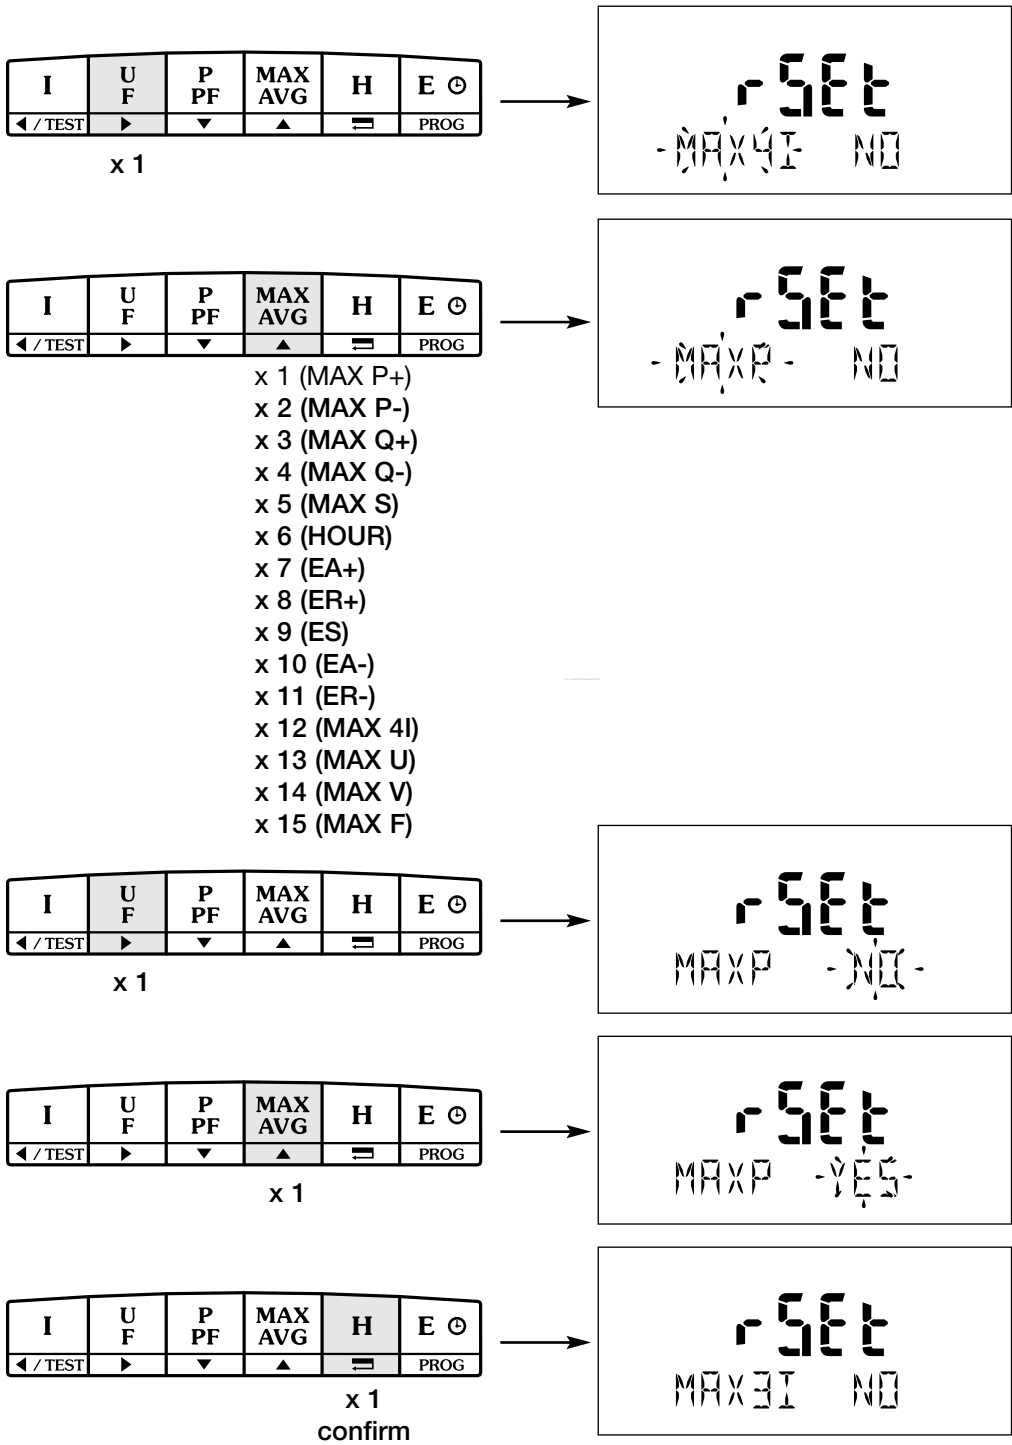 I U F P PF MAX AVG H E
/ TEST PROG
x 1
rSEt
MAX4I NO
I U F P PF MAX AVG H E
/ TEST PROG
rSEt
MAXP NO
x 1 (MAX P+)
x 2 (MAX P-)
x 3 (MAX Q+)
x 4 (MAX Q-)
x 5 (MAX S)
x 6 (HOUR)
x 7 (EA+)
x 8 (ER+)
x 9 (ES)
x 10 (EA-)
x 11 (ER-)
x 12 (MAX 4I)
x 13 (MAX U)
x 14 (MAX V)
x 15 (MAX F)
I U F P PF MAX AVG H E
/ TEST PROG
x 1
rSEt
MAXP NO
I U F P PF MAX AVG H E
/ TEST PROG
x 1
rSEt
MAXP YES
I U F P PF MAX AVG H E
/ TEST PROG
x 1
confirm
rSEt
MAX3I NO